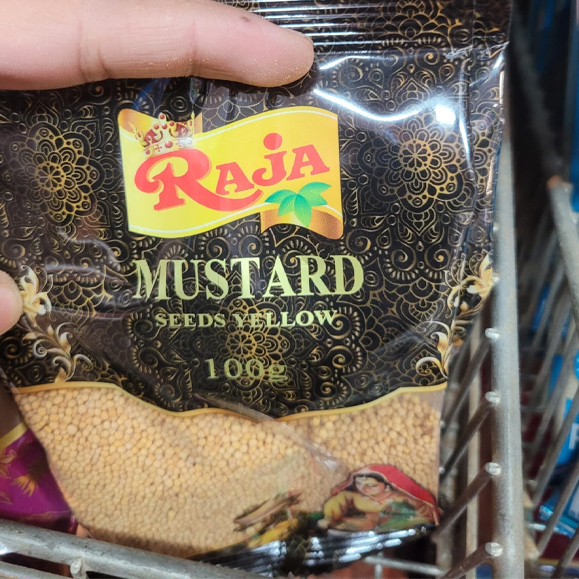 RAJA
MUSTARD
SEEDS YELLOW
100g